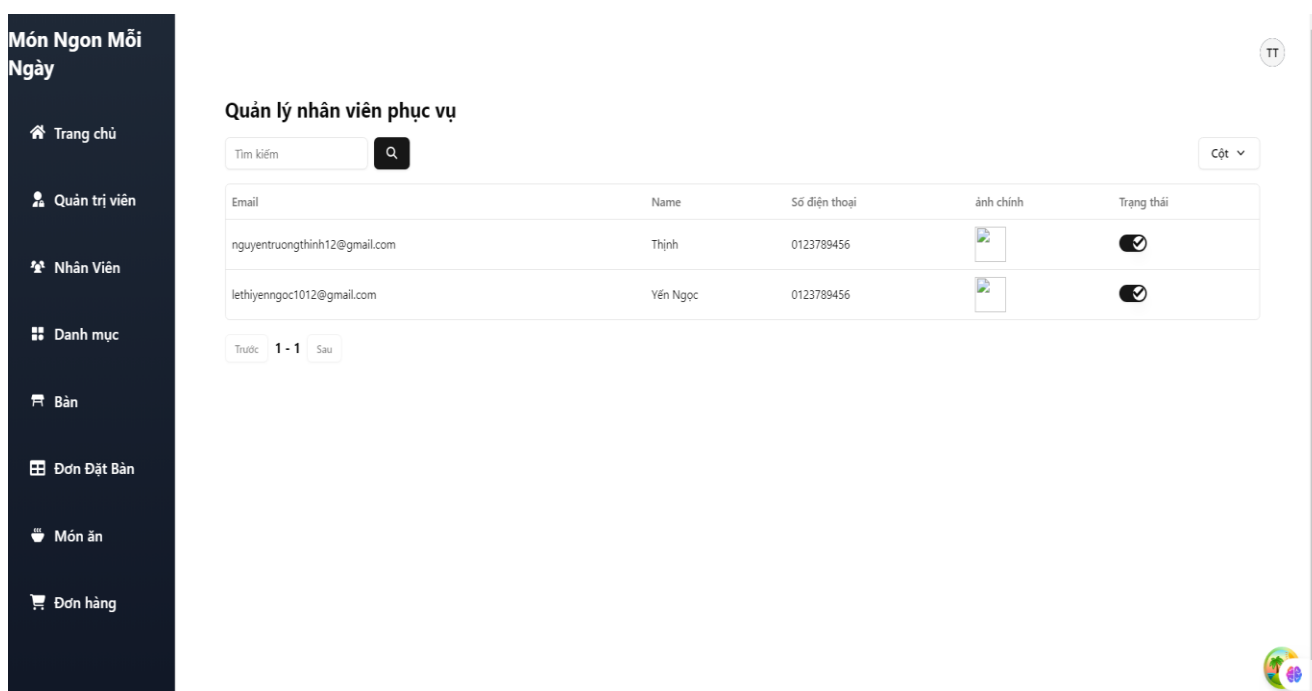 Món Ngon Mỗi
Ngày
TT
Trang chủ
Quản trị viên
Nhân Viên
Danh mục
Bàn
Đơn Đặt Bàn
Món ăn
Đơn hàng
Quản lý nhân viên phục vụ
Tìm kiếm
Cột
Email Name Số điện thoại ảnh chính Trạng thái
nguyentruongthinh12@gmail.com Thịnh 0123789456
lethiyenngoc1012@gmail.com Yến Ngọc 0123789456
Trước 1 - 1 Sau